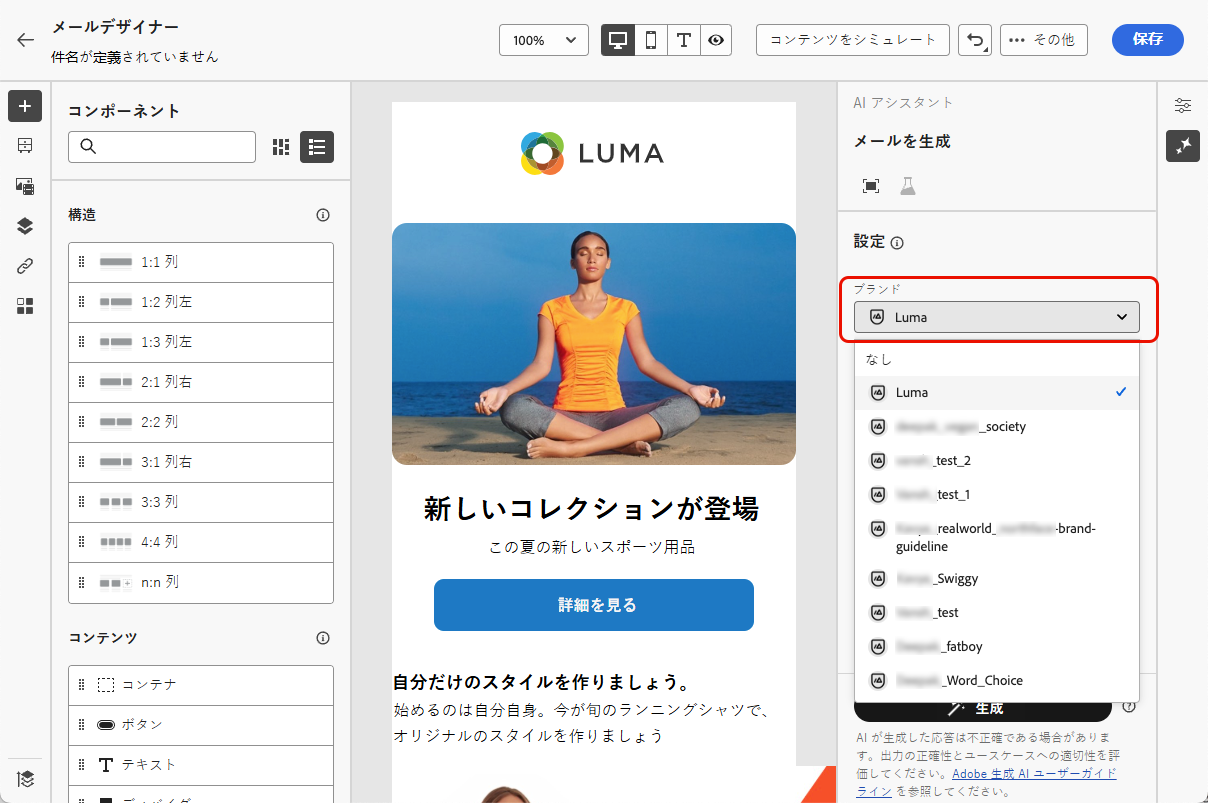 メールデザイナー
件名が定義されていません
100%
コンテンツをシミュレート
••• その他
保存
コンポーネント
構造
1:1 列
1:2 列左
1:3 列左
2:1 列右
2:2 列
3:1 列右
3:3 列
4:4 列
n:n 列
コンテンツ
コンテナ
ボタン
テキスト
ディバイダー
LUMA
新しいコレクションが登場
この夏の新しいスポーツ用品
詳細を見る
自分だけのスタイルを作りましょう。
始めるのは自分自身。今が旬のランニングシャツで、
オリジナルのスタイルを作りましょう
AI アシスタント
メールを生成
設定
ブランド
Luma
なし
Luma
_society
_test_2
_test_1
_realworld_ -brand-
guideline
_Swiggy
_test
_fatboy
_Word_Choice
生成
AI が生成した応答は不正確である場合がありま
す。出力の正確性とユースケースへの適切性を評
価してください。Adobe 生成 AI ユーザーガイド
ライン を参照してください。